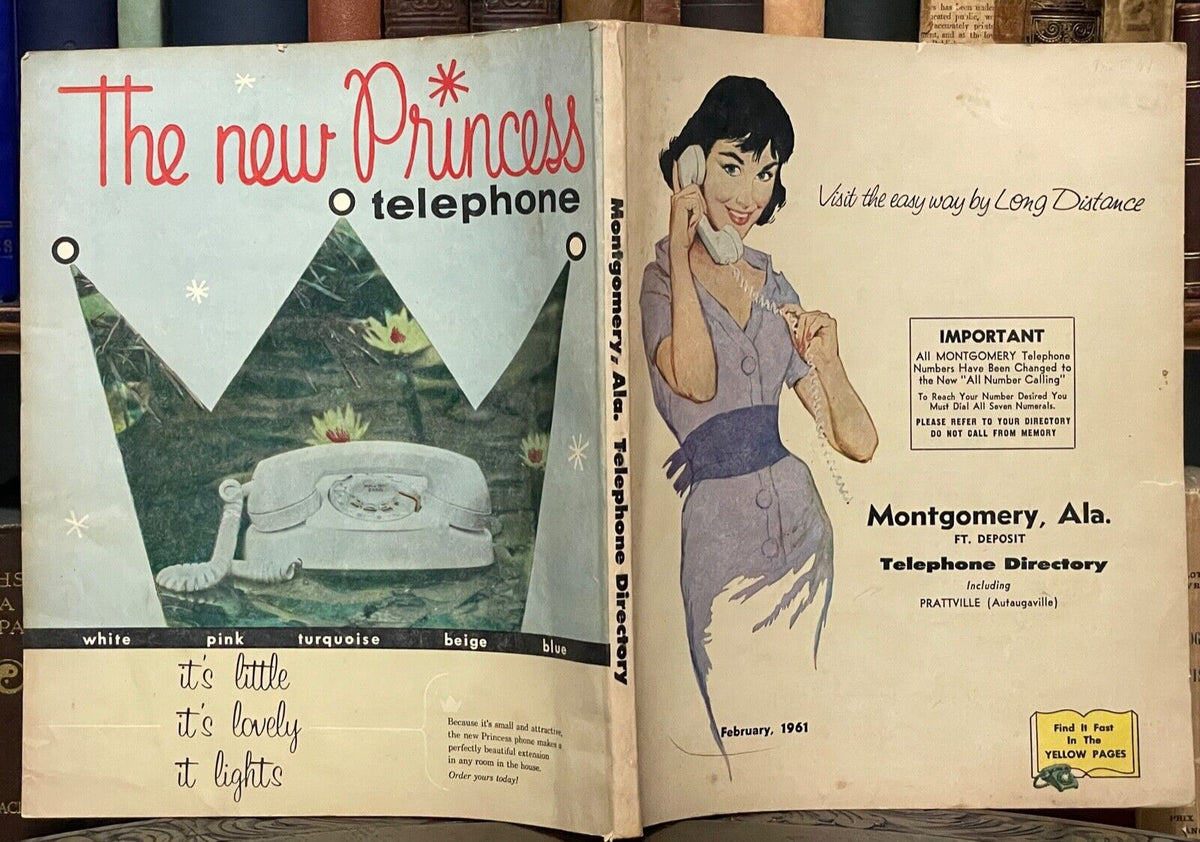 The new Princess
telephone
white pink turquoise beige blue
it's little
it's lovely
it lights
Because it's small and attractive,
the new Princess phone makes a
perfectly beautiful extension
in any room in the house.
Order yours today!
Montgomery, Ala. Telephone Directory
Visit the easy way by Long Distance
IMPORTANT
All MONTGOMERY Telephone
Numbers Have Been Changed to
the New "All Number Calling"
To Reach Your Number Desired You
Must Dial All Seven Numerals.
PLEASE REFER TO YOUR DIRECTORY
DO NOT CALL FROM MEMORY
Montgomery, Ala.
FT. DEPOSIT
Telephone Directory
Including
PRATTVILLE (Autaugaville)
February, 1961
Find It Fast
In The
YELLOW PAGES